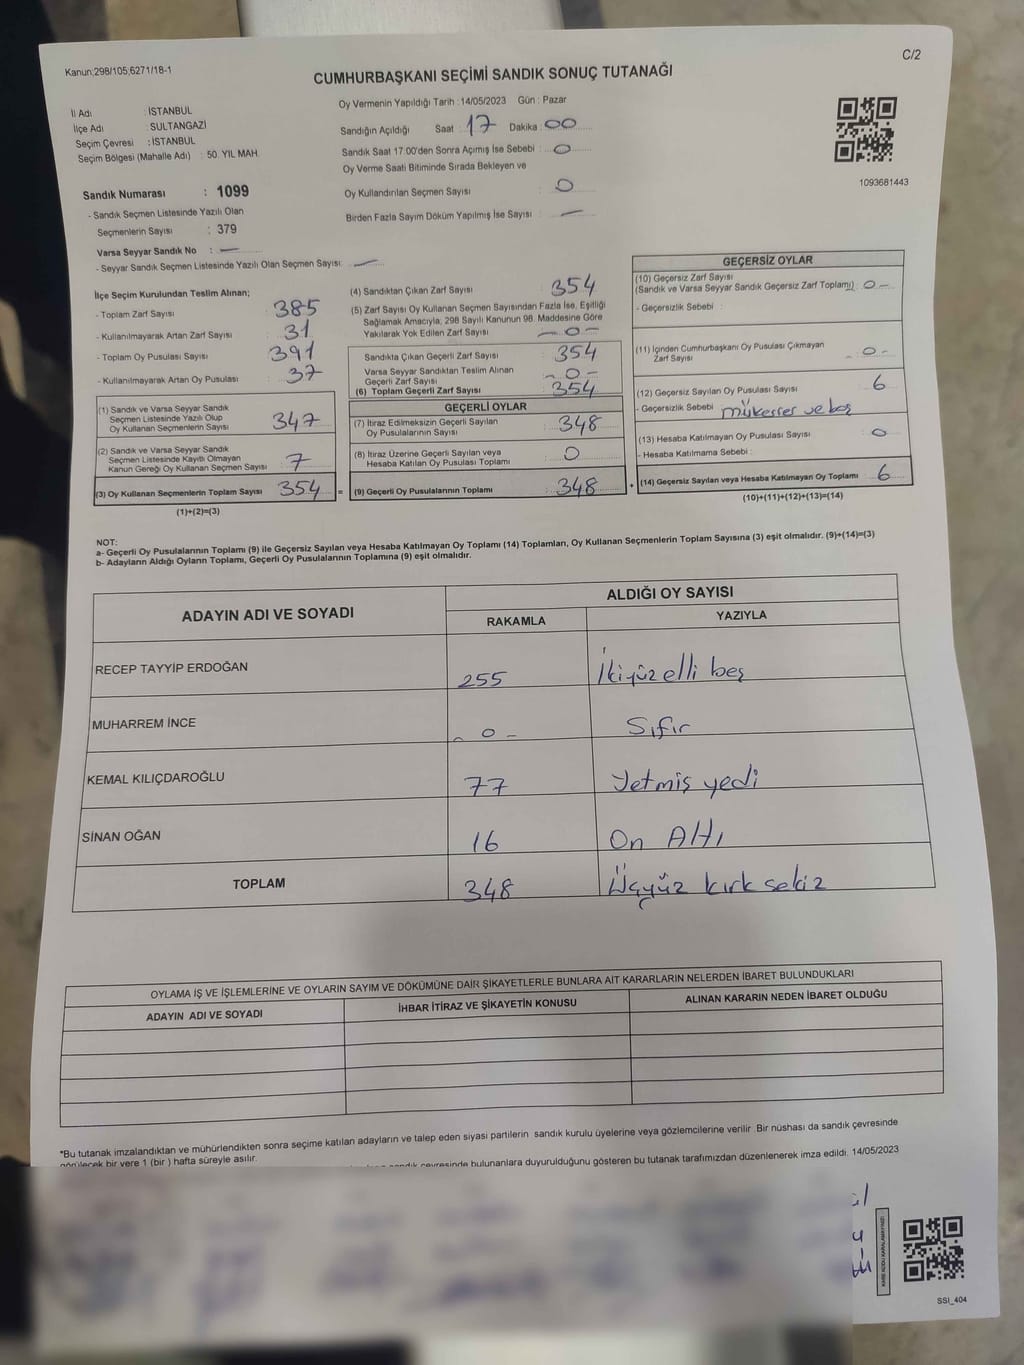 C/2
Kanun;298/105;6271/18-1
CUMHURBAŞKANI SEÇİMİ SANDIK SONUÇ TUTANAĞI
Oy Vermenin Yapıldığı Tarih :14/05/2023 Gün : Pazar
İl Adı : İSTANBUL
İlçe Adı : SULTANGAZİ
Seçim Çevresi : İSTANBUL
Seçim Bölgesi (Mahalle Adı) : 50. YIL MAH.
Sandık Numarası : 1099
- Sandık Seçmen Listesinde Yazılı Olan
Seçmenlerin Sayısı : 379
Varsa Seyyar Sandık No : —
- Seyyar Sandık Seçmen Listesinde Yazılı Olan Seçmen Sayısı: —
Sandığın Açıldığı Saat : 17 Dakika : 00
Sandık Saat 17:00'den Sonra Açımış İse Sebebi : 0
Oy Verme Saati Bitiminde Sırada Bekleyen ve
Oy Kullandırılan Seçmen Sayısı : 0
Birden Fazla Sayım Döküm Yapılmış İse Sayısı : —
1093681443
İlçe Seçim Kurulundan Teslim Alınan;
- Toplam Zarf Sayısı : 385
- Kullanılmayarak Artan Zarf Sayısı : 31
- Toplam Oy Pusulası Sayısı : 391
- Kullanılmayarak Artan Oy Pusulası : 37
(1) Sandık ve Varsa Seyyar Sandık
Seçmen Listesinde Yazılı Olup
Oy Kullanan Seçmenlerin Sayısı : 347
(2) Sandık ve Varsa Seyyar Sandık
Seçmen Listesinde Kayıtlı Olmayan
Kanun Gereği Oy Kullanan Seçmen Sayısı : 7
(3) Oy Kullanan Seçmenlerin Toplam Sayısı : 354
(1)+(2)=(3)
(4) Sandıktan Çıkan Zarf Sayısı : 354
(5) Zarf Sayısı Oy Kullanan Seçmen Sayısından Fazla İse, Eşitliği
Sağlamak Amacıyla, 298 Sayılı Kanunun 98. Maddesine Göre
Yakılarak Yok Edilen Zarf Sayısı : -0-
Sandıkta Çıkan Geçerli Zarf Sayısı : 354
Varsa Seyyar Sandıktan Teslim Alınan
Geçerli Zarf Sayısı : -0-
(6) Toplam Geçerli Zarf Sayısı : 354
GEÇERLİ OYLAR
(7) İtiraz Edilmeksizin Geçerli Sayılan
Oy Pusulalarının Sayısı : 348
(8) İtiraz Üzerine Geçerli Sayılan veya
Hesaba Katılan Oy Pusulası Toplamı : 0
= (9) Geçerli Oy Pusulalarının Toplamı : 348
GEÇERSİZ OYLAR
(10) Geçersiz Zarf Sayısı
(Sandık ve Varsa Seyyar Sandık Geçersiz Zarf Toplamı) : 0 -
- Geçersizlik Sebebi :
(11) İçinden Cumhurbaşkanı Oy Pusulası Çıkmayan
Zarf Sayısı : - 0 -
(12) Geçersiz Sayılan Oy Pusulası Sayısı : 6
- Geçersizlik Sebebi : mükerrer ve boş
(13) Hesaba Katılmayan Oy Pusulası Sayısı : 0
- Hesaba Katılmama Sebebi :
+ (14) Geçersiz Sayılan veya Hesaba Katılmayan Oy Toplamı : 6
(10)+(11)+(12)+(13)=(14)
NOT:
a- Geçerli Oy Pusulalarının Toplamı (9) ile Geçersiz Sayılan veya Hesaba Katılmayan Oy Toplamı (14) Toplamları, Oy Kullanan Seçmenlerin Toplam Sayısına (3) eşit olmalıdır. (9)+(14)=(3)
b- Adayların Aldığı Oyların Toplamı, Geçerli Oy Pusulalarının Toplamına (9) eşit olmalıdır.
ADAYIN ADI VE SOYADI ALDIĞI OY SAYISI
RAKAMLA YAZIYLA
RECEP TAYYİP ERDOĞAN 255 İkiyüz elli beş
MUHARREM İNCE - 0 - Sıfır
KEMAL KILIÇDAROĞLU 77 Yetmiş yedi
SİNAN OĞAN 16 On Altı
TOPLAM 348 Üçyüz kırk sekiz
OYLAMA İŞ VE İŞLEMLERİNE VE OYLARIN SAYIM VE DÖKÜMÜNE DAİR ŞİKAYETLERLE BUNLARA AİT KARARLARIN NELERDEN İBARET BULUNDUKLARI
ADAYIN ADI VE SOYADI İHBAR İTİRAZ VE ŞİKAYETİN KONUSU ALINAN KARARIN NEDEN İBARET OLDUĞU
*Bu tutanak imzalandıktan ve mühürlendikten sonra seçime katılan adayların ve talep eden siyasi partilerin sandık kurulu üyelerine veya gözlemcilerine verilir .Bir nüshası da sandık çevresinde
görülecek bir yere 1 (bir ) hafta süreyle asılır.
sandık çevresinde bulunanlara duyurulduğunu gösteren bu tutanak tarafımızdan düzenlenerek imza edildi. 14/05/2023
KARE KODU KARALAMAYINIZ!
SSI_404